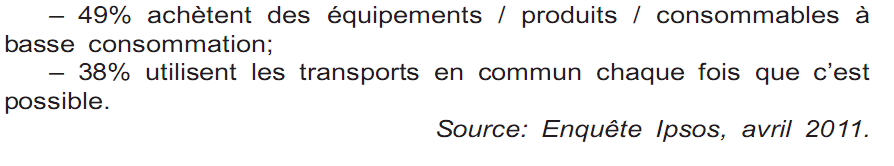 – 49% achètent des équipements / produits / consommables à
basse consommation;
– 38% utilisent les transports en commun chaque fois que c’est
possible.
Source: Enquête Ipsos, avril 2011.